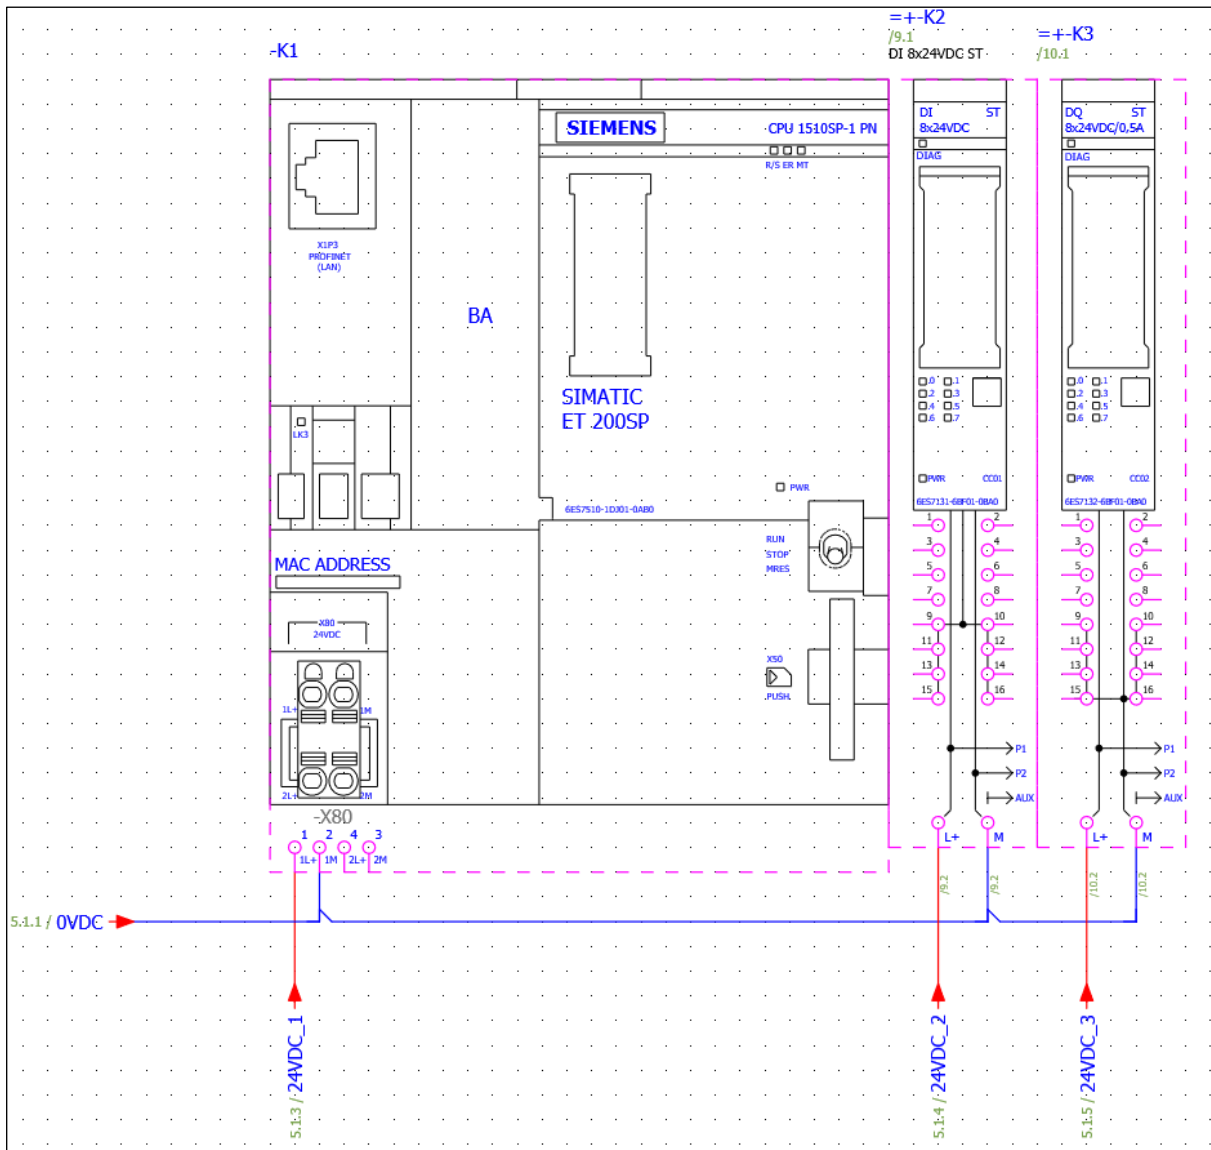 -K1
=+-K2
/9.1
DI 8x24VDC ST
=+-K3
/10.1
SIEMENS
CPU 1510SP-1 PN
R/S ER MT
X1P3
PROFINET
(LAN)
BA
SIMATIC
ET 200SP
LK3
PWR
6ES7510-1DJ01-0AB0
RUN
STOP
MRES
MAC ADDRESS
X80
24VDC
1L+
1M
2L+
2M
X50
PUSH
-X80
1 2 4 3
1L+ 1M 2L+ 2M
DI ST
8x24VDC
DIAG
.0 .1
.2 .3
.4 .5
.6 .7
PWR CC01
6ES7131-6BF01-0BA0
1 2
3 4
5 6
7 8
9 10
11 12
13 14
15 16
P1
P2
AUX
L+ M
/9.2 /9.2
DQ ST
8x24VDC/0,5A
DIAG
.0 .1
.2 .3
.4 .5
.6 .7
PWR CC02
6ES7132-6BF01-0BA0
1 2
3 4
5 6
7 8
9 10
11 12
13 14
15 16
P1
P2
AUX
L+ M
/10.2 /10.2
5.1.1 / 0VDC
5.1.3 / 24VDC_1
5.1.4 / 24VDC_2
5.1.5 / 24VDC_3